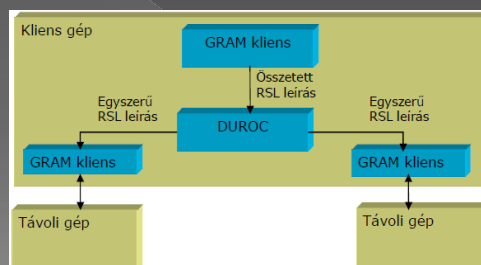 Kliens gép
GRAM kliens
Összetett
RSL leírás
Egyszerű
RSL leírás
Egyszerű
RSL leírás
DUROC
GRAM kliens
GRAM kliens
Távoli gép
Távoli gép